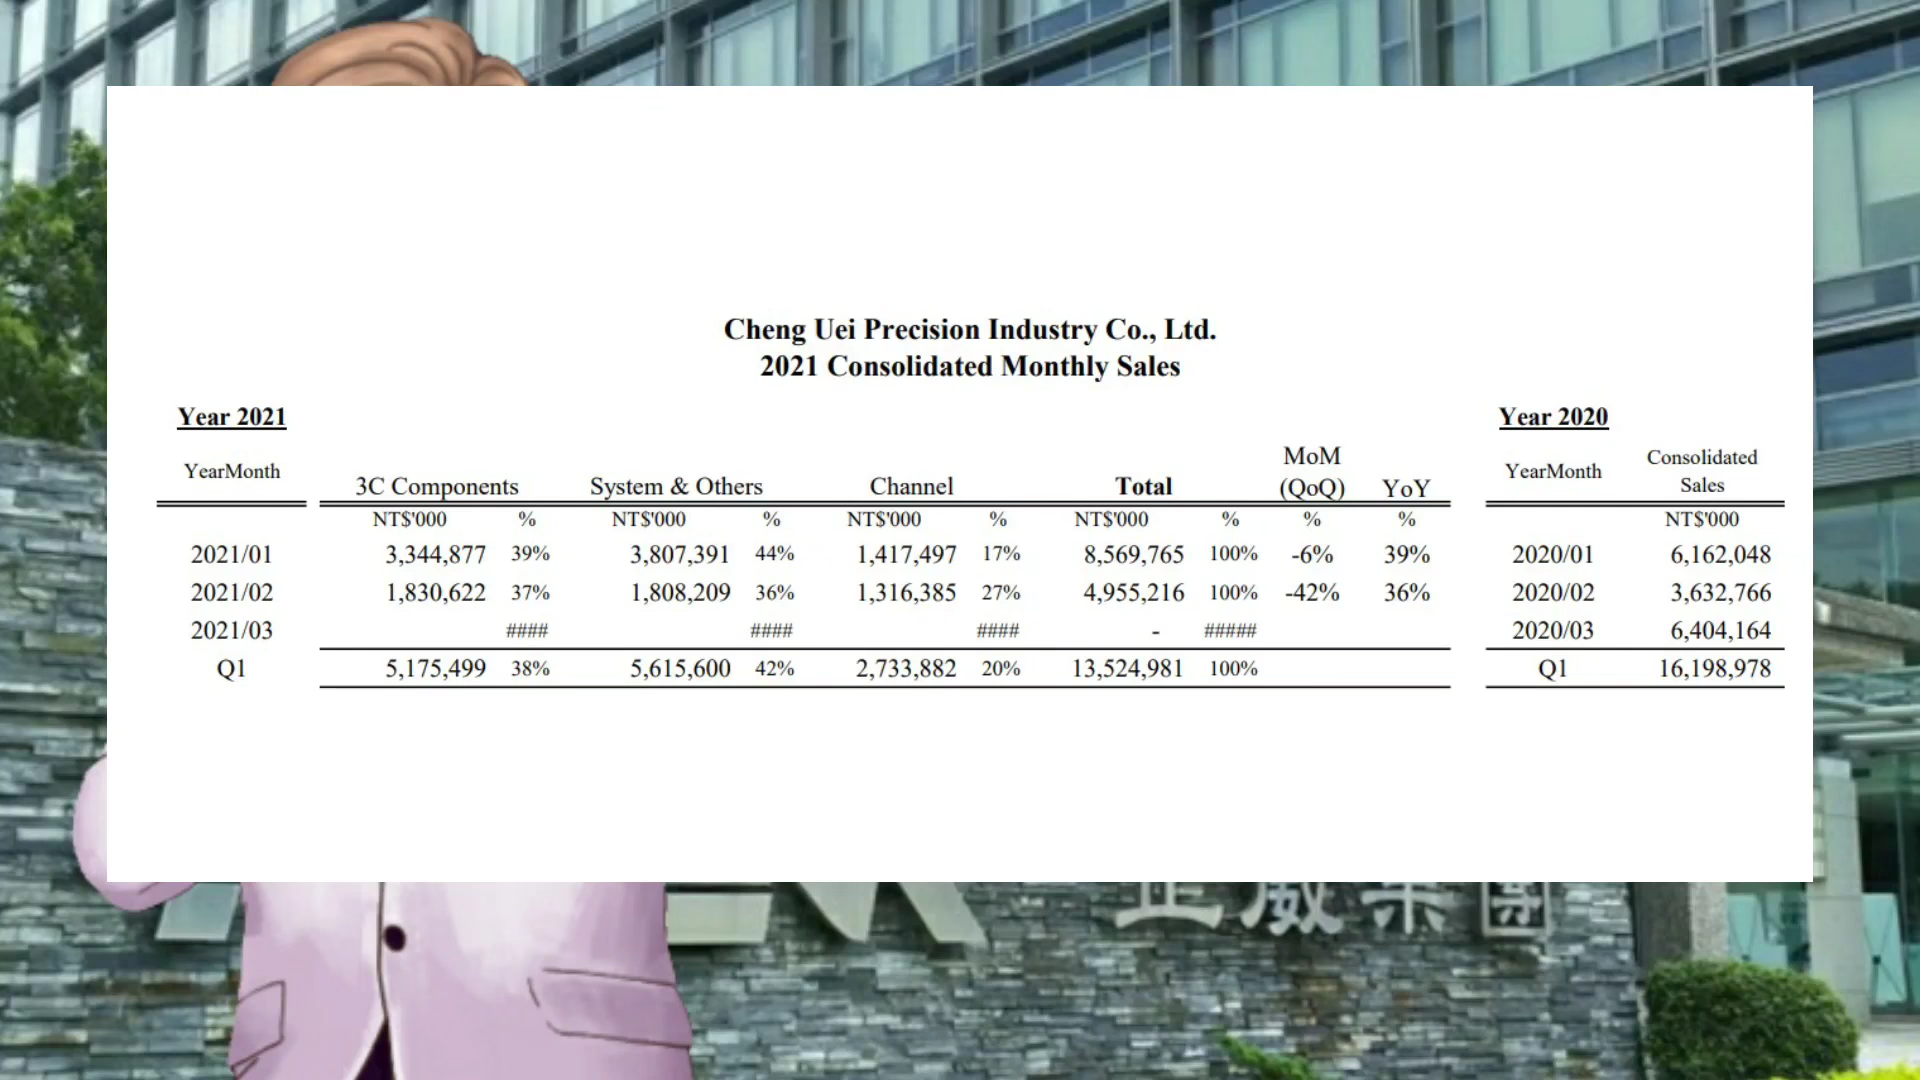 Cheng Uei Precision Industry Co., Ltd.
2021 Consolidated Monthly Sales
Year 2021 Year 2020
YearMonth 3C Components System & Others Channel Total MoM (QoQ) YoY YearMonth Consolidated Sales
NT$'000 % NT$'000 % NT$'000 % NT$'000 % % % NT$'000
2021/01 3,344,877 39% 3,807,391 44% 1,417,497 17% 8,569,765 100% -6% 39% 2020/01 6,162,048
2021/02 1,830,622 37% 1,808,209 36% 1,316,385 27% 4,955,216 100% -42% 36% 2020/02 3,632,766
2021/03 #### #### #### - ##### 2020/03 6,404,164
Q1 5,175,499 38% 5,615,600 42% 2,733,882 20% 13,524,981 100% Q1 16,198,978
正崴集團